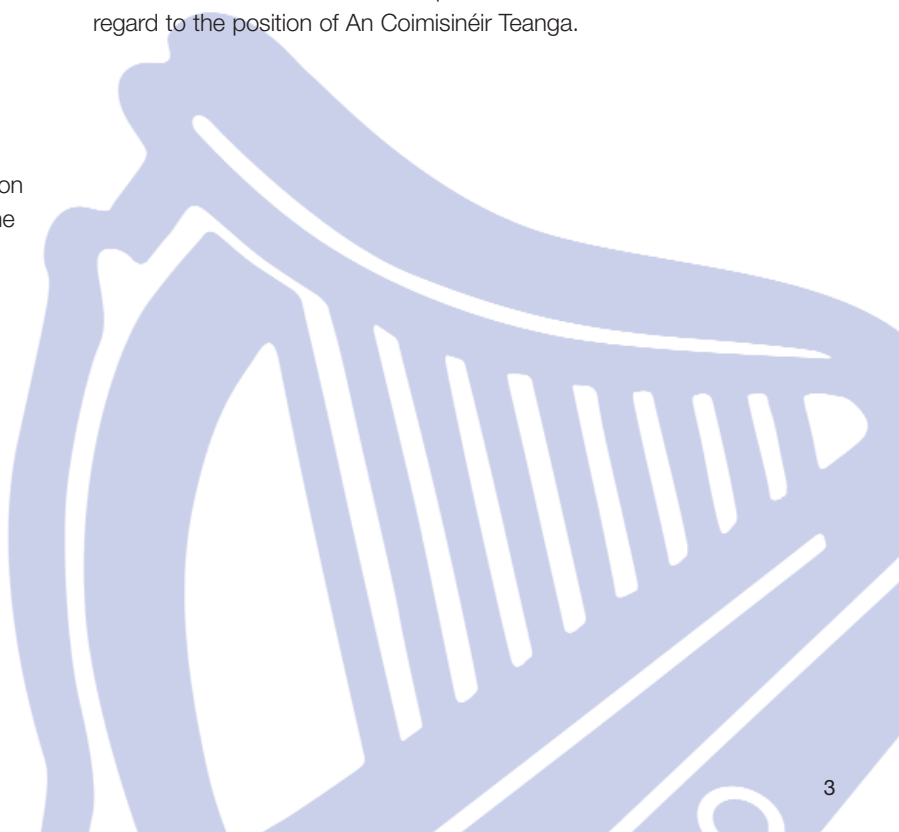 on
ne
regard to the position of An Coimisinéir Teanga.
3